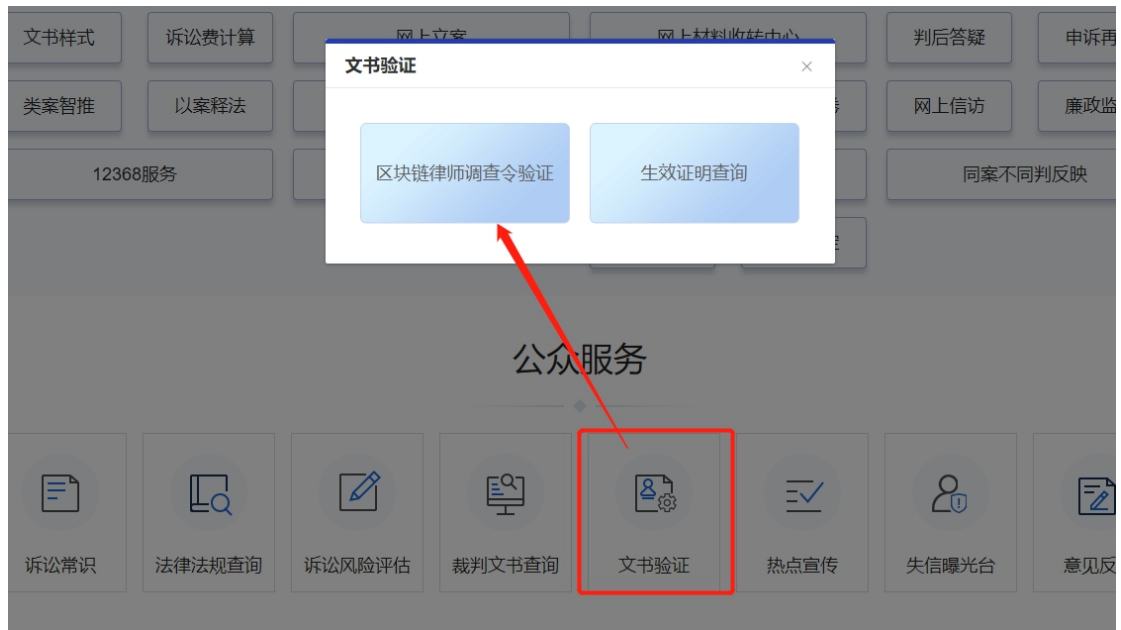 文书样式
诉讼费计算
网上立案
网上材料收转中心
判后答疑
申诉再
文书验证
×
类案智推
以案释法
网上信访
廉政监
区块链律师调查令验证
生效证明查询
12368服务
同案不同判反映
公众服务
诉讼常识
法律法规查询
诉讼风险评估
裁判文书查询
文书验证
热点宣传
失信曝光台
意见反